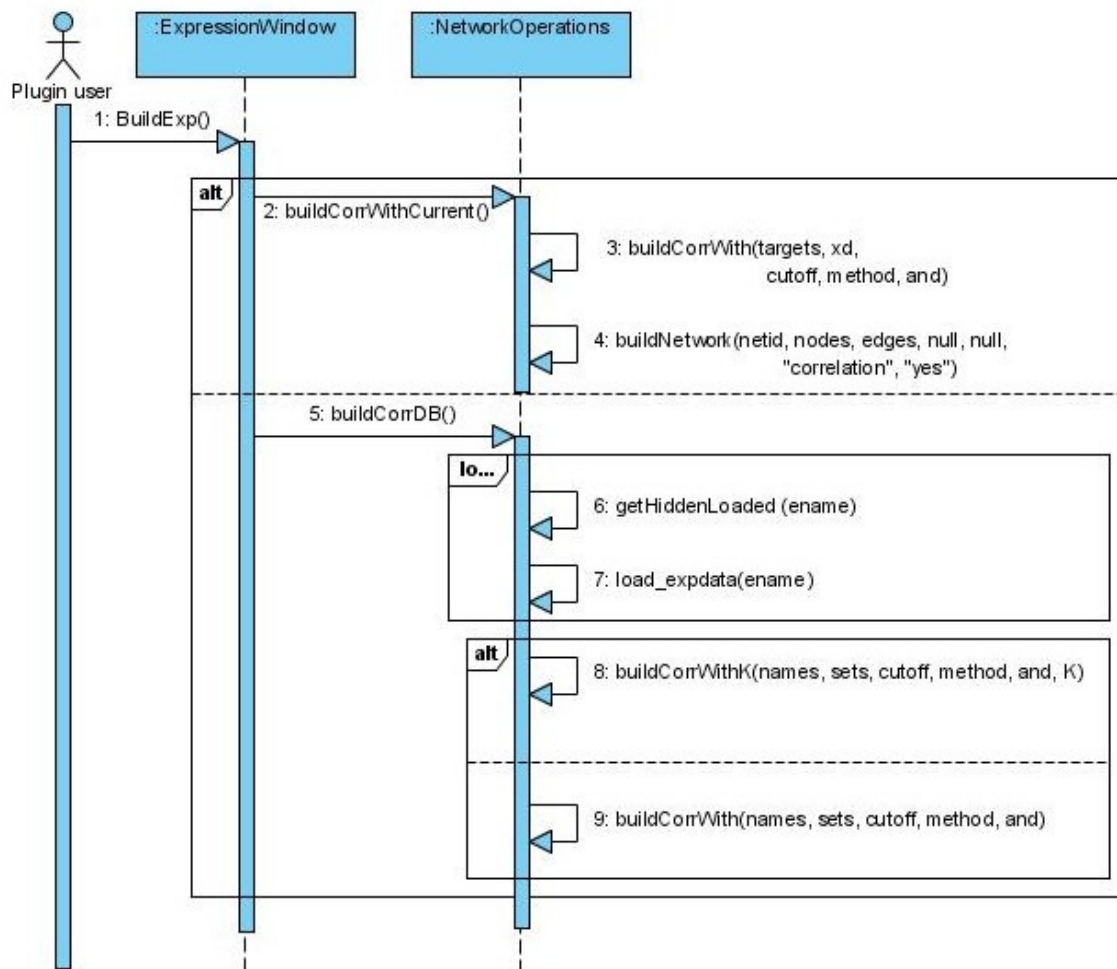 :ExpressionWindow
:NetworkOperations
Plugin user
1: BuildExp()
alt
2: buildCorrWithCurrent()
3: buildCorrWith(targets, xd,
cutoff, method, and)
4: buildNetwork(netid, nodes, edges, null, null,
"correlation", "yes")
5: buildCorrDB()
lo...
6: getHiddenLoaded (ename)
7: load_expdata(ename)
alt
8: buildCorrWithK(names, sets, cutoff, method, and, K)
9: buildCorrWith(names, sets, cutoff, method, and)